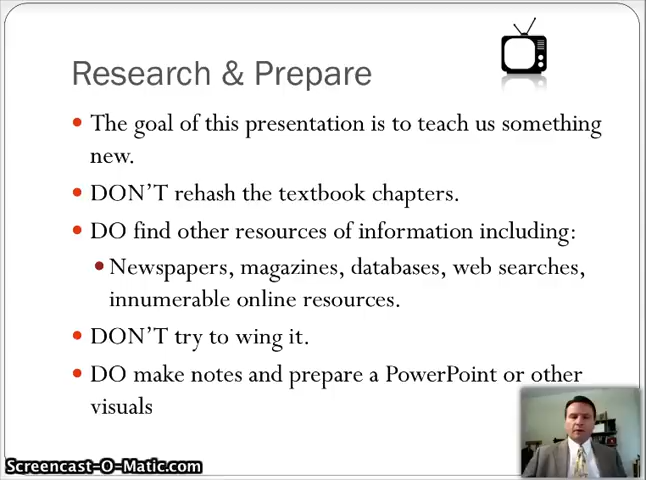 Research & Prepare
The goal of this presentation is to teach us something
new.
DON'T rehash the textbook chapters.
DO find other resources of information including:
Newspapers, magazines, databases, web searches,
innumerable online resources.
DON'T try to wing it.
DO make notes and prepare a PowerPoint or other
visuals
Screencast-O-Matic.com